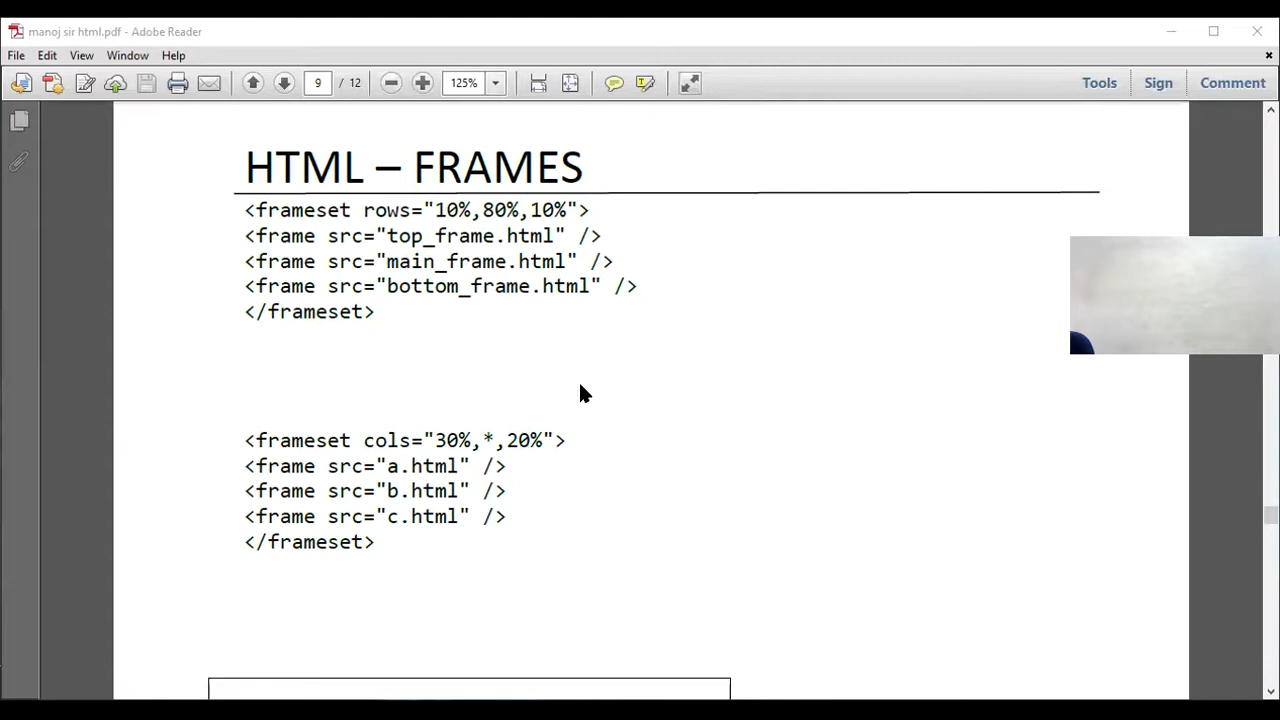 manoj sir html.pdf - Adobe Reader
File Edit View Window Help
9 / 12 125% Tools Sign Comment
HTML – FRAMES
<frameset rows="10%,80%,10%">
<frame src="top_frame.html" />
<frame src="main_frame.html" />
<frame src="bottom_frame.html" />
</frameset>
<frameset cols="30%,*,20%">
<frame src="a.html" />
<frame src="b.html" />
<frame src="c.html" />
</frameset>